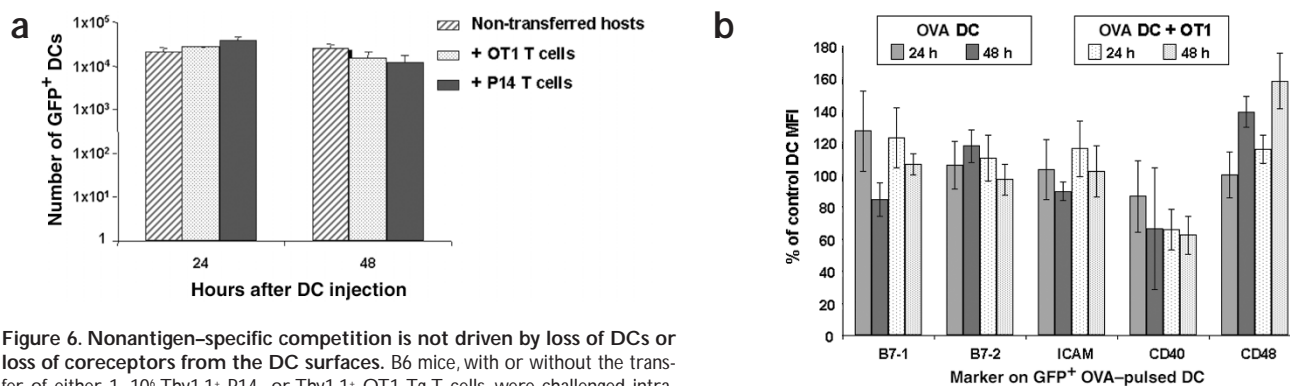 a
1x10⁵
1x10⁴
1x10³
1x10²
1x10¹
1
Number of GFP⁺ DCs
24
48
Hours after DC injection
Non-transferred hosts
+ OT1 T cells
+ P14 T cells
b
OVA DC
24 h 48 h
OVA DC + OT1
24 h 48 h
180
160
140
120
100
80
60
40
20
0
% of control DC MFI
B7-1
B7-2
ICAM
CD40
CD48
Marker on GFP⁺ OVA–pulsed DC
Figure 6. Nonantigen–specific competition is not driven by loss of DCs or
loss of coreceptors from the DC surfaces. B6 mice, with or without the trans-